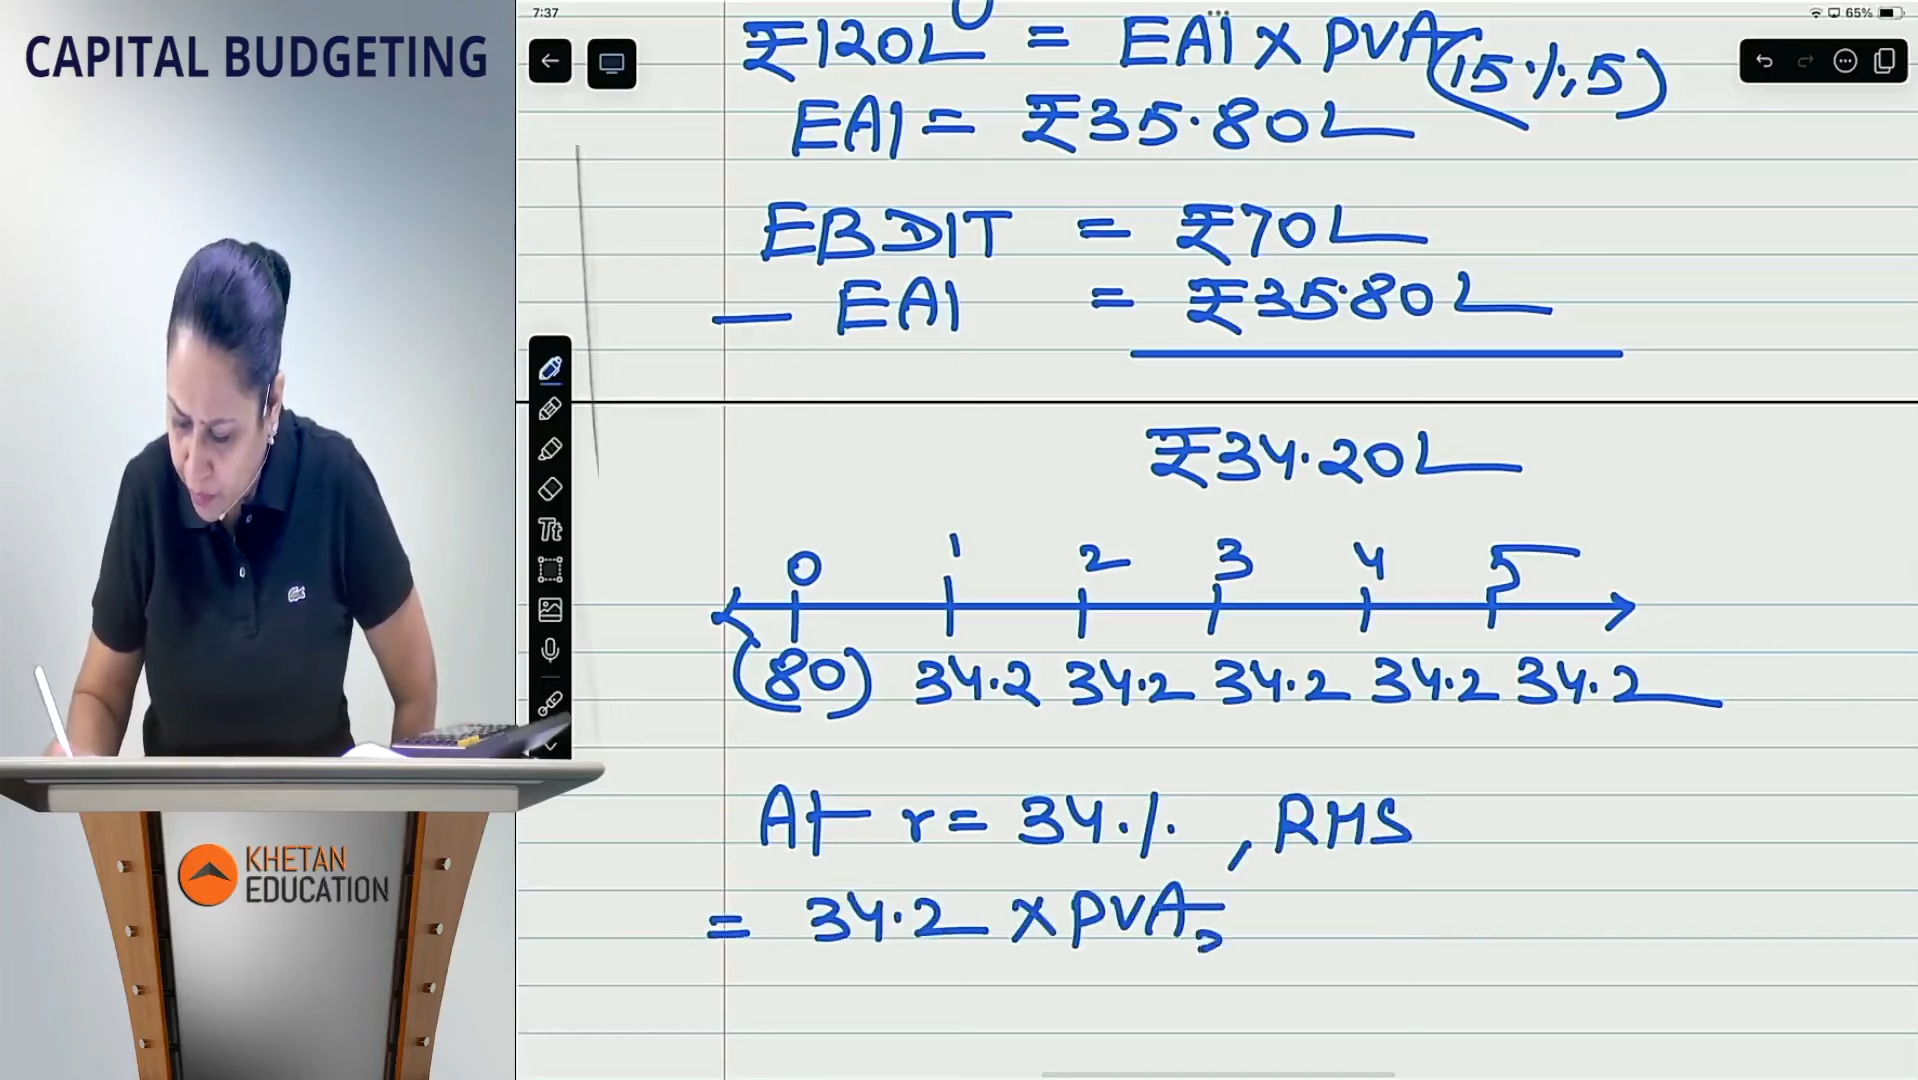 CAPITAL BUDGETING
7:37
65%
₹120L = EAI X PVA(15%,5)
EAI = ₹35.80L
EBDIT = ₹70L
— EAI = ₹35.80L
₹34.20L
0 1 2 3 4 5
(80) 34.2 34.2 34.2 34.2 34.2
At r = 34%, RMS
= 34.2 X PVA5
Tt
KHETAN
EDUCATION